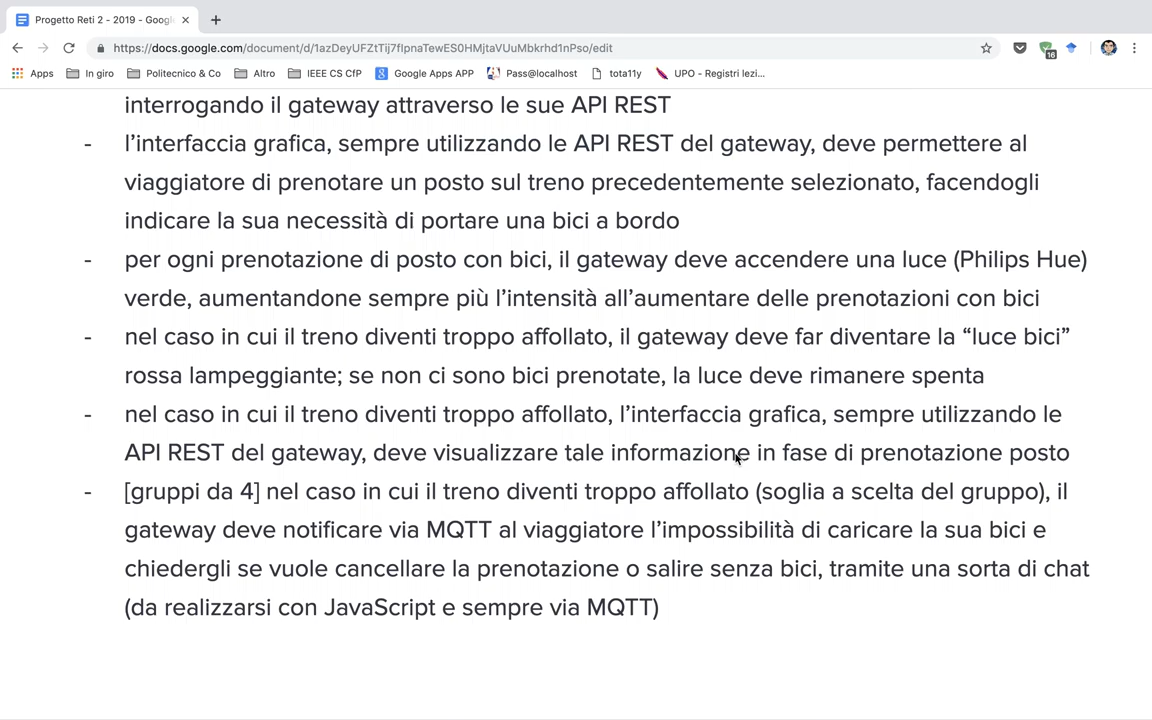 Progetto Reti 2 - 2019 - Googl
https://docs.google.com/document/d/1azDeyUFZtTij7fIpnaTewES0HMjtaVUuMbkrhd1nPso/edit
16
Apps In giro Politecnico & Co Altro IEEE CS CfP Google Apps APP Pass@localhost tota11y UPO - Registri lezi...
interrogando il gateway attraverso le sue API REST
- l’interfaccia grafica, sempre utilizzando le API REST del gateway, deve permettere al
viaggiatore di prenotare un posto sul treno precedentemente selezionato, facendogli
indicare la sua necessità di portare una bici a bordo
- per ogni prenotazione di posto con bici, il gateway deve accendere una luce (Philips Hue)
verde, aumentandone sempre più l’intensità all’aumentare delle prenotazioni con bici
- nel caso in cui il treno diventi troppo affollato, il gateway deve far diventare la “luce bici”
rossa lampeggiante; se non ci sono bici prenotate, la luce deve rimanere spenta
- nel caso in cui il treno diventi troppo affollato, l’interfaccia grafica, sempre utilizzando le
API REST del gateway, deve visualizzare tale informazione in fase di prenotazione posto
- [gruppi da 4] nel caso in cui il treno diventi troppo affollato (soglia a scelta del gruppo), il
gateway deve notificare via MQTT al viaggiatore l’impossibilità di caricare la sua bici e
chiedergli se vuole cancellare la prenotazione o salire senza bici, tramite una sorta di chat
(da realizzarsi con JavaScript e sempre via MQTT)